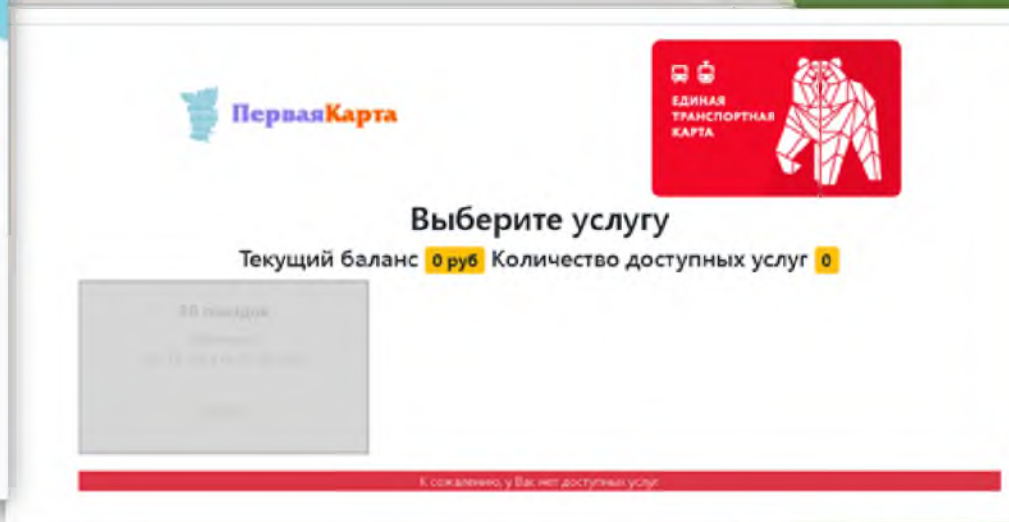 ПерваяКарта
ЕДИНАЯ
ТРАНСПОРТНАЯ
КАРТА
Выберите услугу
Текущий баланс 0 руб Количество доступных услуг 0
поездок
К сожалению, у Вас нет доступных услуг